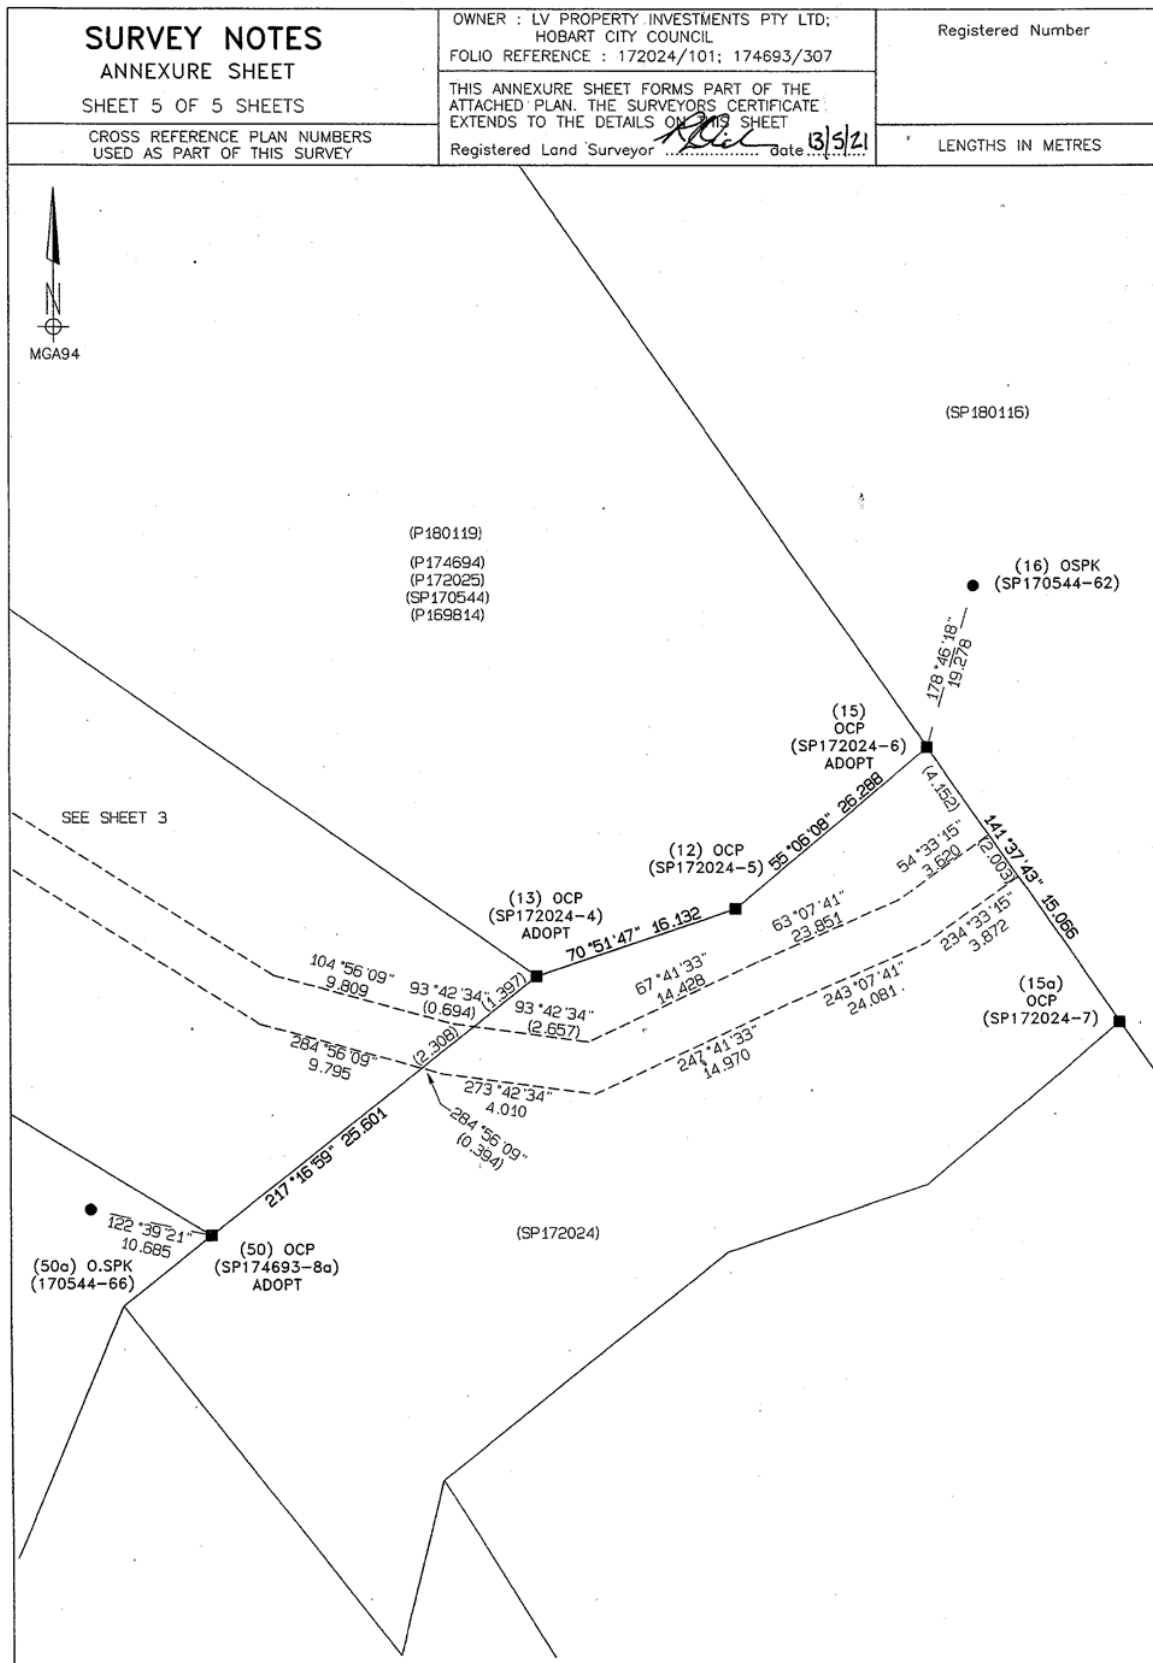 SURVEY NOTES
ANNEXURE SHEET
SHEET 5 OF 5 SHEETS
CROSS REFERENCE PLAN NUMBERS
USED AS PART OF THIS SURVEY
OWNER : LV PROPERTY INVESTMENTS PTY LTD;
HOBART CITY COUNCIL
FOLIO REFERENCE : 172024/101; 174693/307
THIS ANNEXURE SHEET FORMS PART OF THE
ATTACHED PLAN. THE SURVEYORS CERTIFICATE
EXTENDS TO THE DETAILS ON THIS SHEET
Registered Land Surveyor date 13/5/21
Registered Number
LENGTHS IN METRES
N
MGA94
(SP180116)
(P180119)
(P174694)
(P172025)
(SP170544)
(P169814)
(16) OSPK
(SP170544-62)
178°46'18"
19.278
(15)
OCP
(SP172024-6)
ADOPT
(4.152)
SEE SHEET 3
55°06'08" 26.288
141°37'43" 15.066
(2.003)
54°33'15"
3.620
(12) OCP
(SP172024-5)
(13) OCP
(SP172024-4)
ADOPT
70°51'47" 16.132
63°07'41"
23.851
234°33'15"
3.872
104°56'09"
9.809
93°42'34"
(0.694)
(1.397)
93°42'34"
(2.657)
67°41'33"
14.428
243°07'41"
24.081
(15a)
OCP
(SP172024-7)
284°56'09"
9.795
(2.308)
273°42'34"
4.010
247°41'33"
14.970
284°56'09"
(0.394)
217°16'59" 25.601
122°39'21"
10.685
(50a) O.SPK
(170544-66)
(50) OCP
(SP174693-8a)
ADOPT
(SP172024)